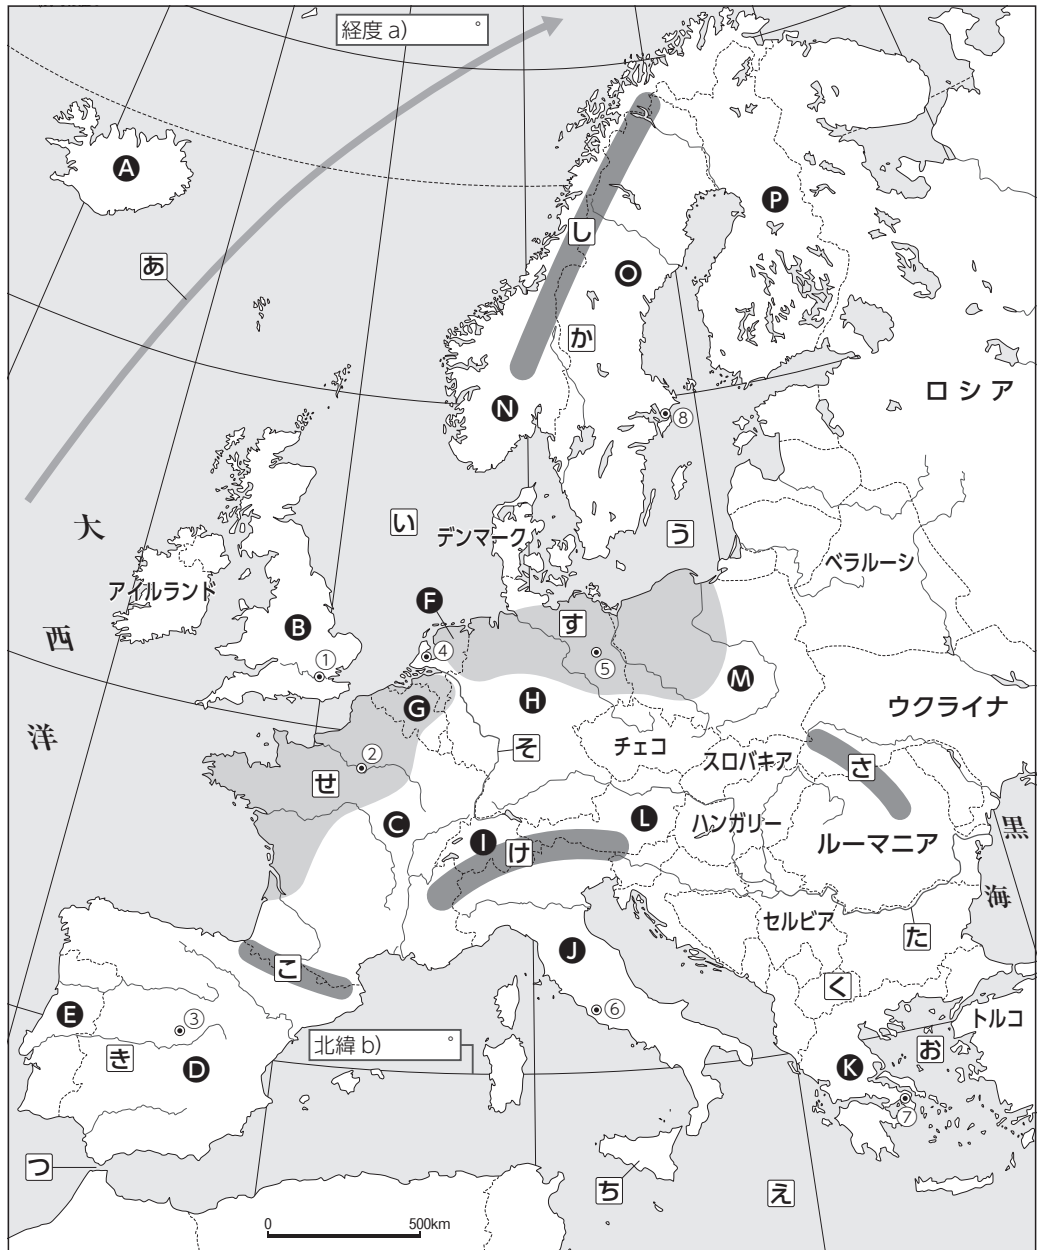 経度 a) °
A
あ
P
し
O
か
ロシア
N
⑧
大
い
デンマーク
う
ベラルーシ
アイルランド
F
す
西
B
④
①
⑤
M
G
H
ウクライナ
洋
そ
チェコ
②
スロバキア
さ
せ
C
L
ハンガリー
黒
I
け
ルーマニア
海
セルビア
た
J
こ
く
E
③
⑥
トルコ
北緯 b) °
お
き
D
K
⑦
つ
ち
え
0 500km